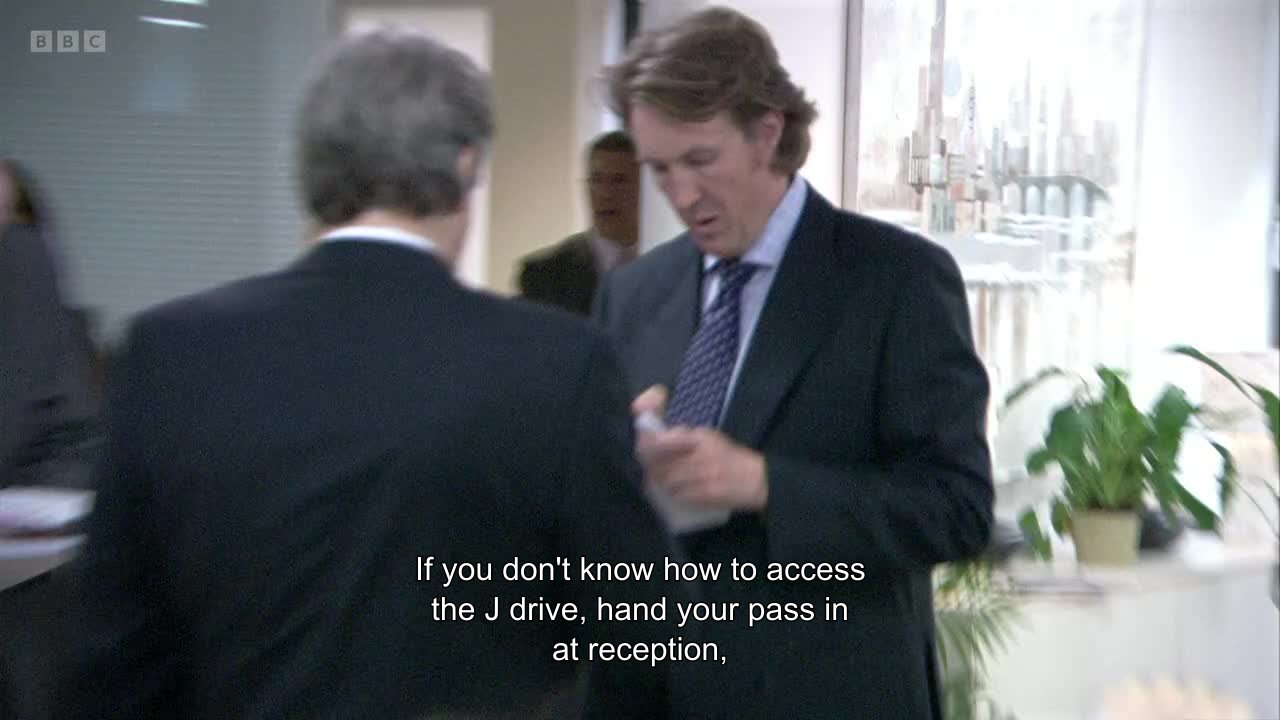 BBC
If you don't know how to access
the J drive, hand your pass in
at reception,